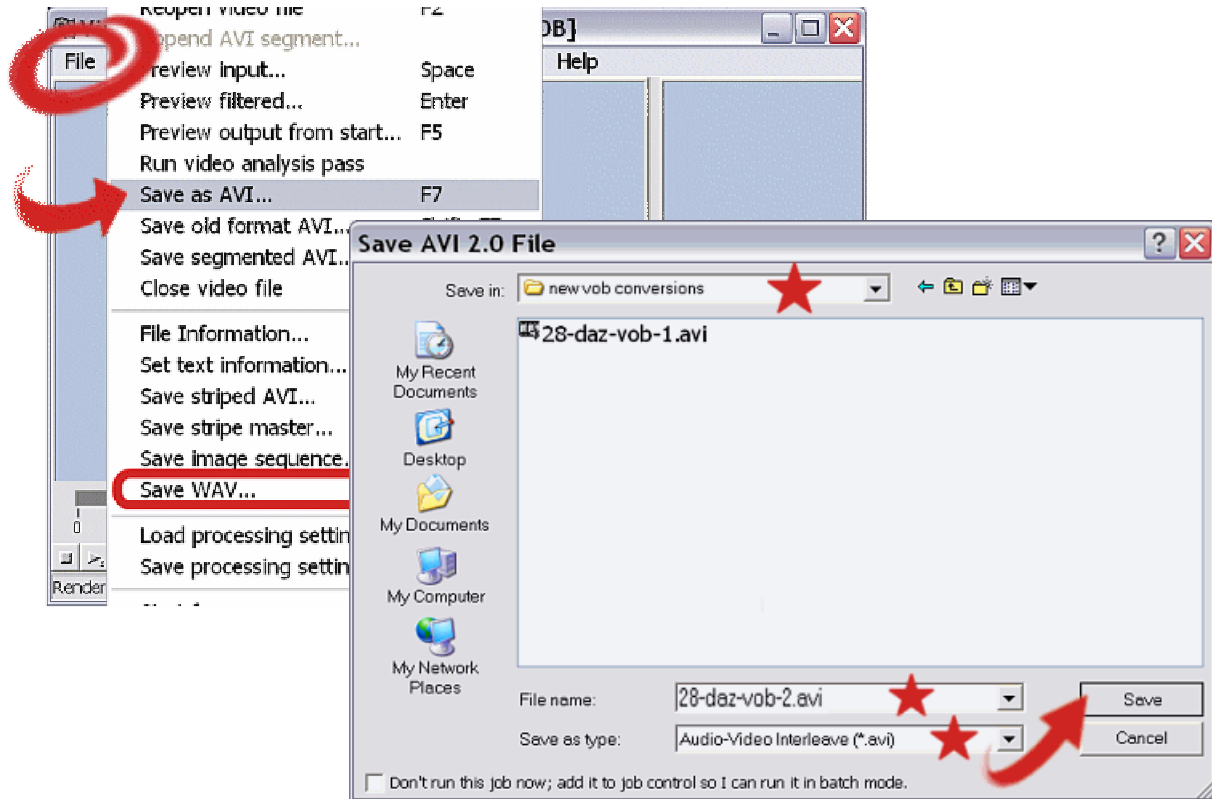 Reopen video file F2
Append AVI segment...
DB]
File
Help
Preview input... Space
Preview filtered... Enter
Preview output from start... F5
Run video analysis pass
Save as AVI... F7
Save old format AVI...
Save segmented AVI..
Close video file
File Information...
Set text information...
Save striped AVI...
Save stripe master...
Save image sequence.
Save WAV...
Load processing settin
Save processing settin
0
Render
Save AVI 2.0 File
Save in: new vob conversions
28-daz-vob-1.avi
My Recent
Documents
Desktop
My Documents
My Computer
My Network
Places
File name: 28-daz-vob-2.avi
Save
Save as type: Audio-Video Interleave (*.avi)
Cancel
Don't run this job now; add it to job control so I can run it in batch mode.